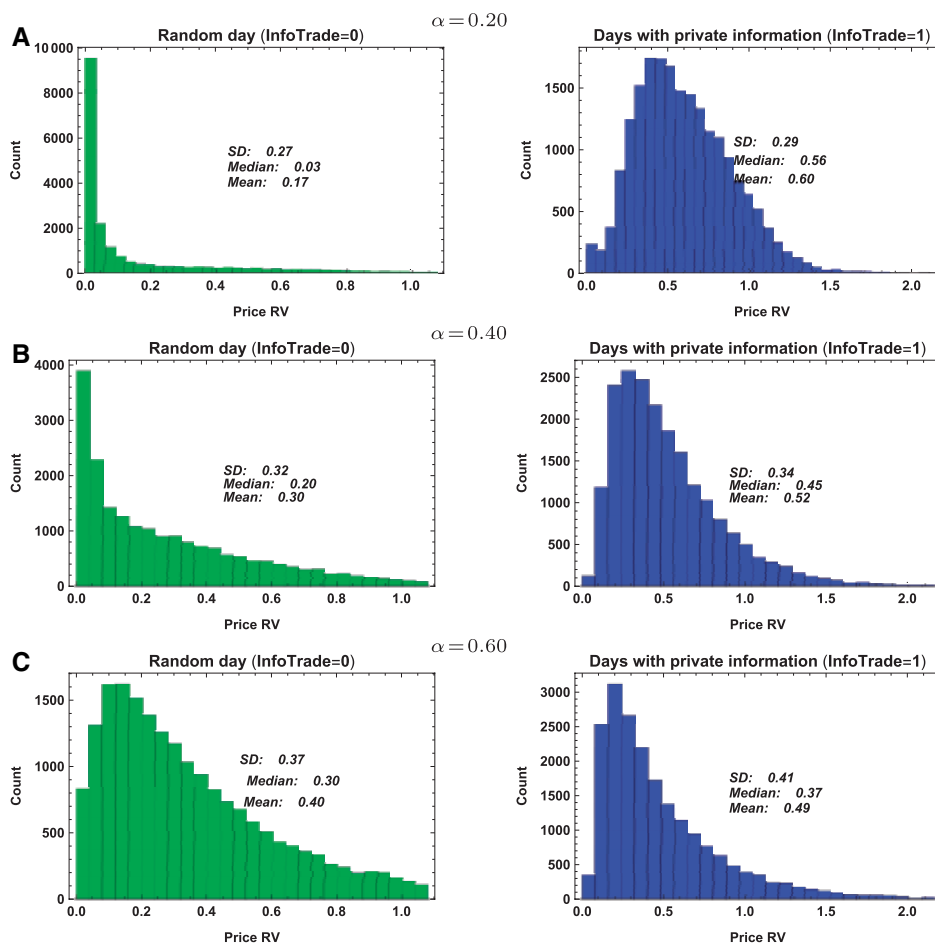 α=0.20
A
Random day (InfoTrade=0)
10 000
8000
6000
4000
2000
0
Count
SD: 0.27
Median: 0.03
Mean: 0.17
0.0 0.2 0.4 0.6 0.8 1.0
Price RV
Days with private information (InfoTrade=1)
1500
1000
500
0
Count
SD: 0.29
Median: 0.56
Mean: 0.60
0.0 0.5 1.0 1.5 2.0
Price RV
α=0.40
B
Random day (InfoTrade=0)
4000
3000
2000
1000
0
Count
SD: 0.32
Median: 0.20
Mean: 0.30
0.0 0.2 0.4 0.6 0.8 1.0
Price RV
Days with private information (InfoTrade=1)
2500
2000
1500
1000
500
0
Count
SD: 0.34
Median: 0.45
Mean: 0.52
0.0 0.5 1.0 1.5 2.0
Price RV
α=0.60
C
Random day (InfoTrade=0)
1500
1000
500
0
Count
SD: 0.37
Median: 0.30
Mean: 0.40
0.0 0.2 0.4 0.6 0.8 1.0
Price RV
Days with private information (InfoTrade=1)
3000
2500
2000
1500
1000
500
0
Count
SD: 0.41
Median: 0.37
Mean: 0.49
0.0 0.5 1.0 1.5 2.0
Price RV